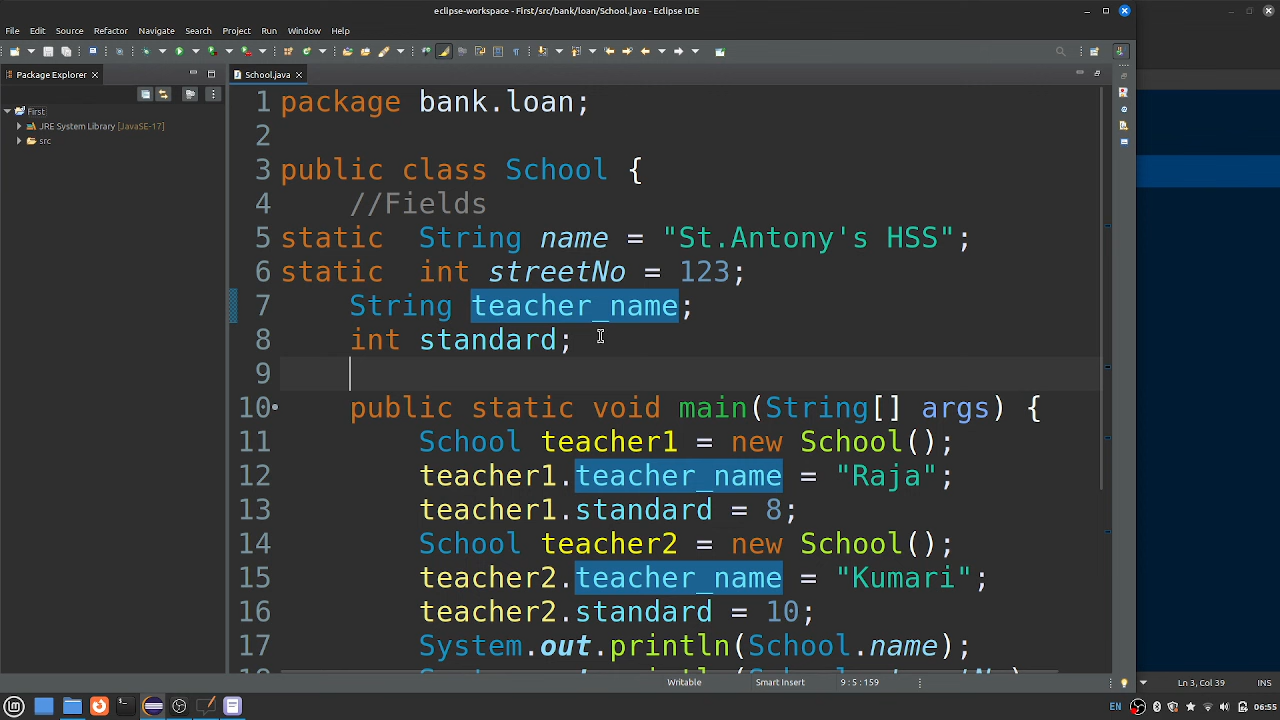 eclipse-workspace - First/src/bank/loan/School.java - Eclipse IDE
File Edit Source Refactor Navigate Search Project Run Window Help
Package Explorer
School.java
First
JRE System Library [JavaSE-17]
src
1 package bank.loan;
2
3 public class School {
4 //Fields
5 static String name = "St.Antony's HSS";
6 static int streetNo = 123;
7 String teacher_name;
8 int standard;
9
10 public static void main(String[] args) {
11 School teacher1 = new School();
12 teacher1.teacher_name = "Raja";
13 teacher1.standard = 8;
14 School teacher2 = new School();
15 teacher2.teacher_name = "Kumari";
16 teacher2.standard = 10;
17 System.out.println(School.name);
Writable Smart Insert 9 : 5 : 159
Ln 3, Col 39 INS
EN 06:55